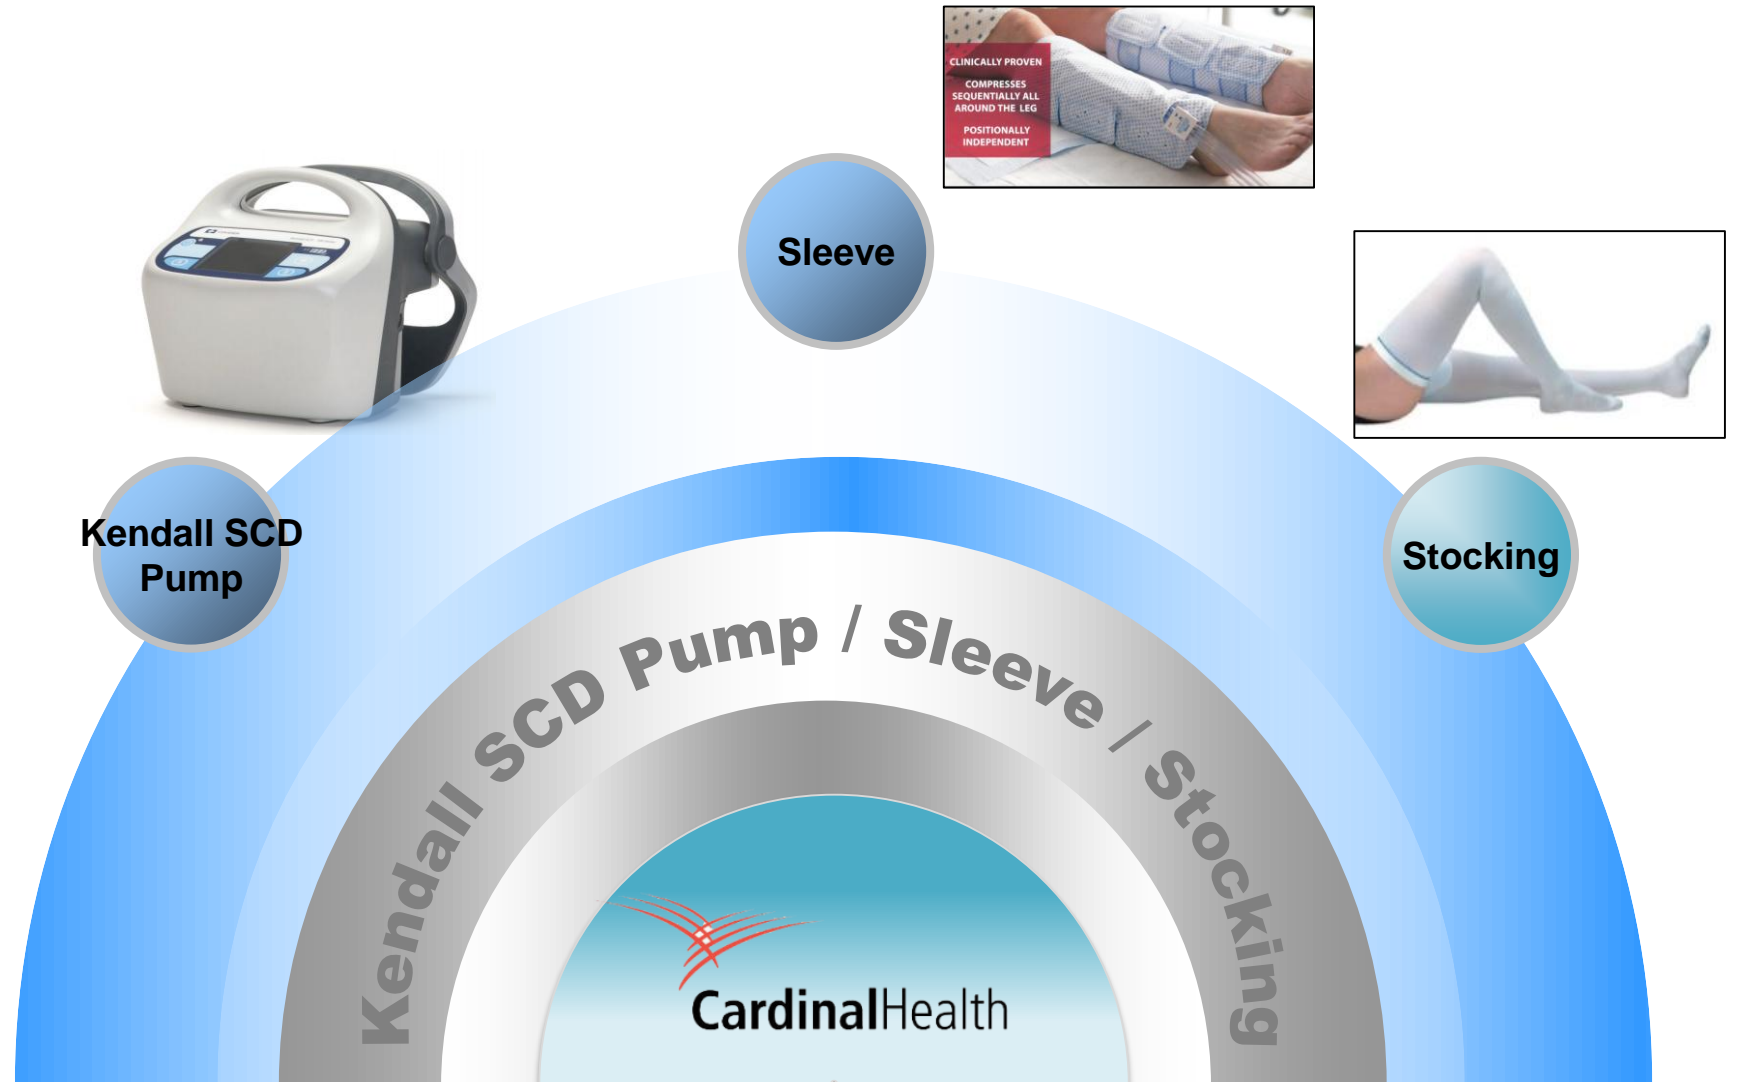 CLINICALLY PROVEN
COMPRESSES
SEQUENTIALLY ALL
AROUND THE LEG
POSITIONALLY
INDEPENDENT
Sleeve
Kendall SCD
Pump
Stocking
Kendall SCD Pump / Sleeve / Stocking
CardinalHealth